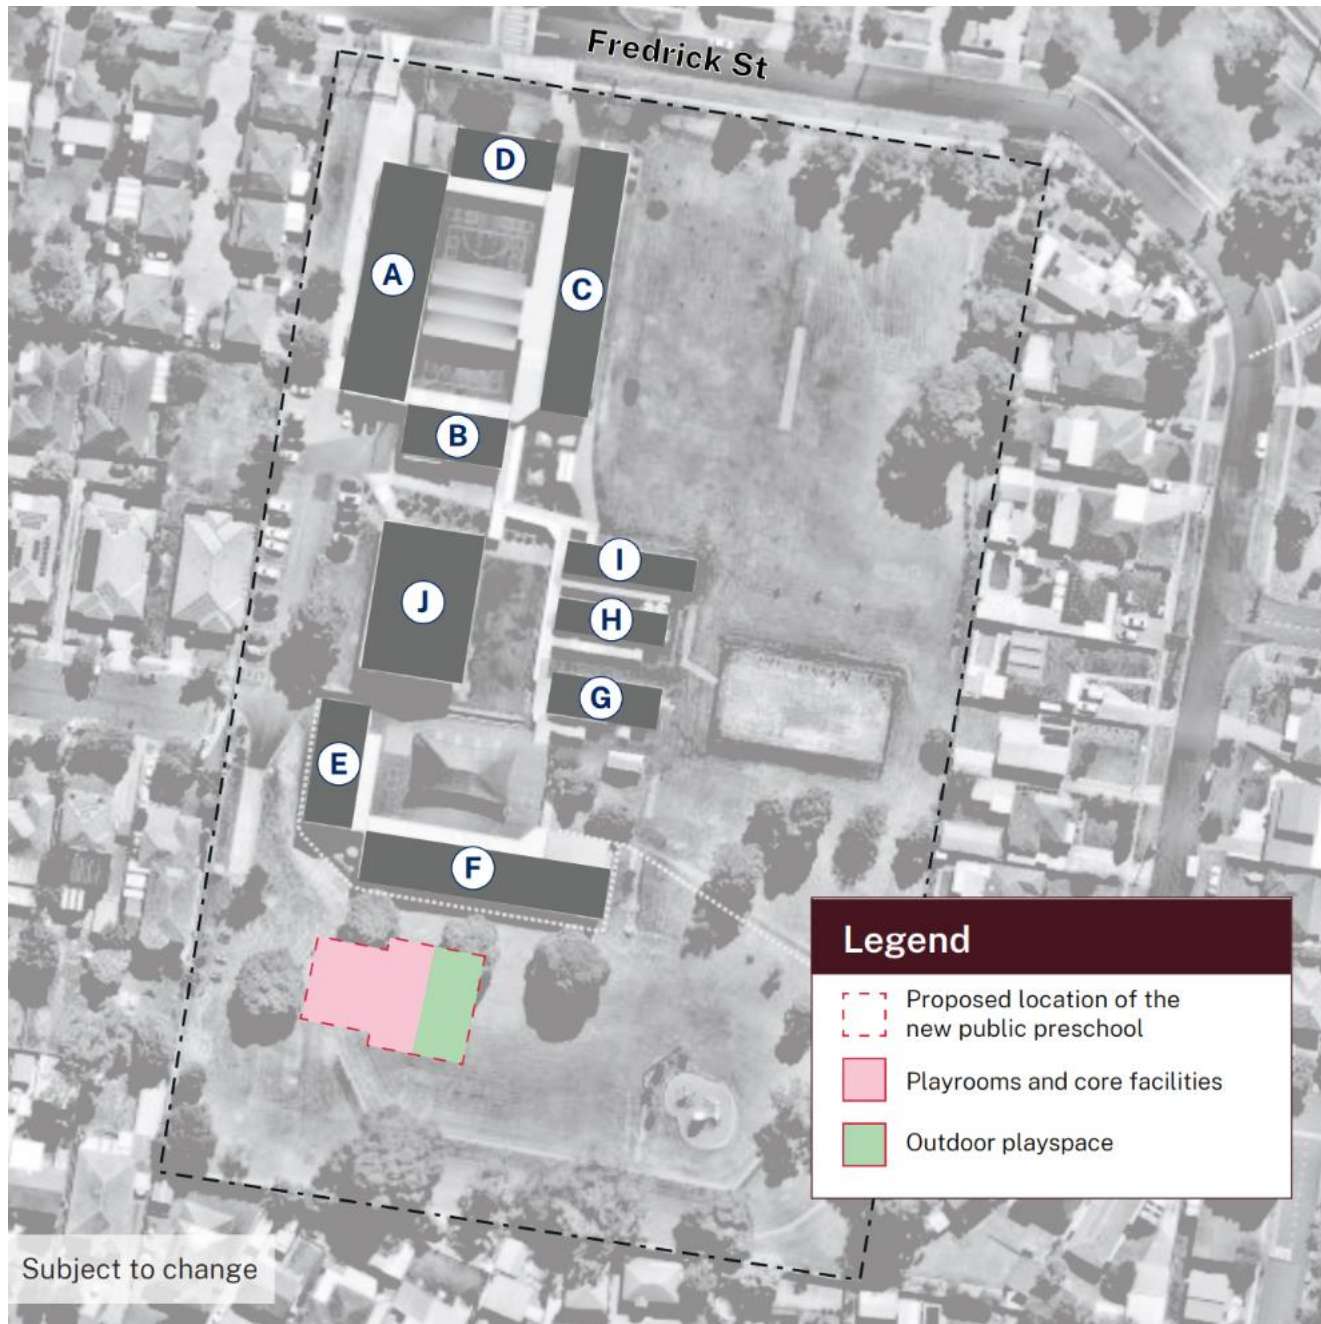 Fredrick St
D
A
C
B
I
J
H
G
E
F
Legend
Proposed location of the
new public preschool
Playrooms and core facilities
Outdoor playspace
Subject to change